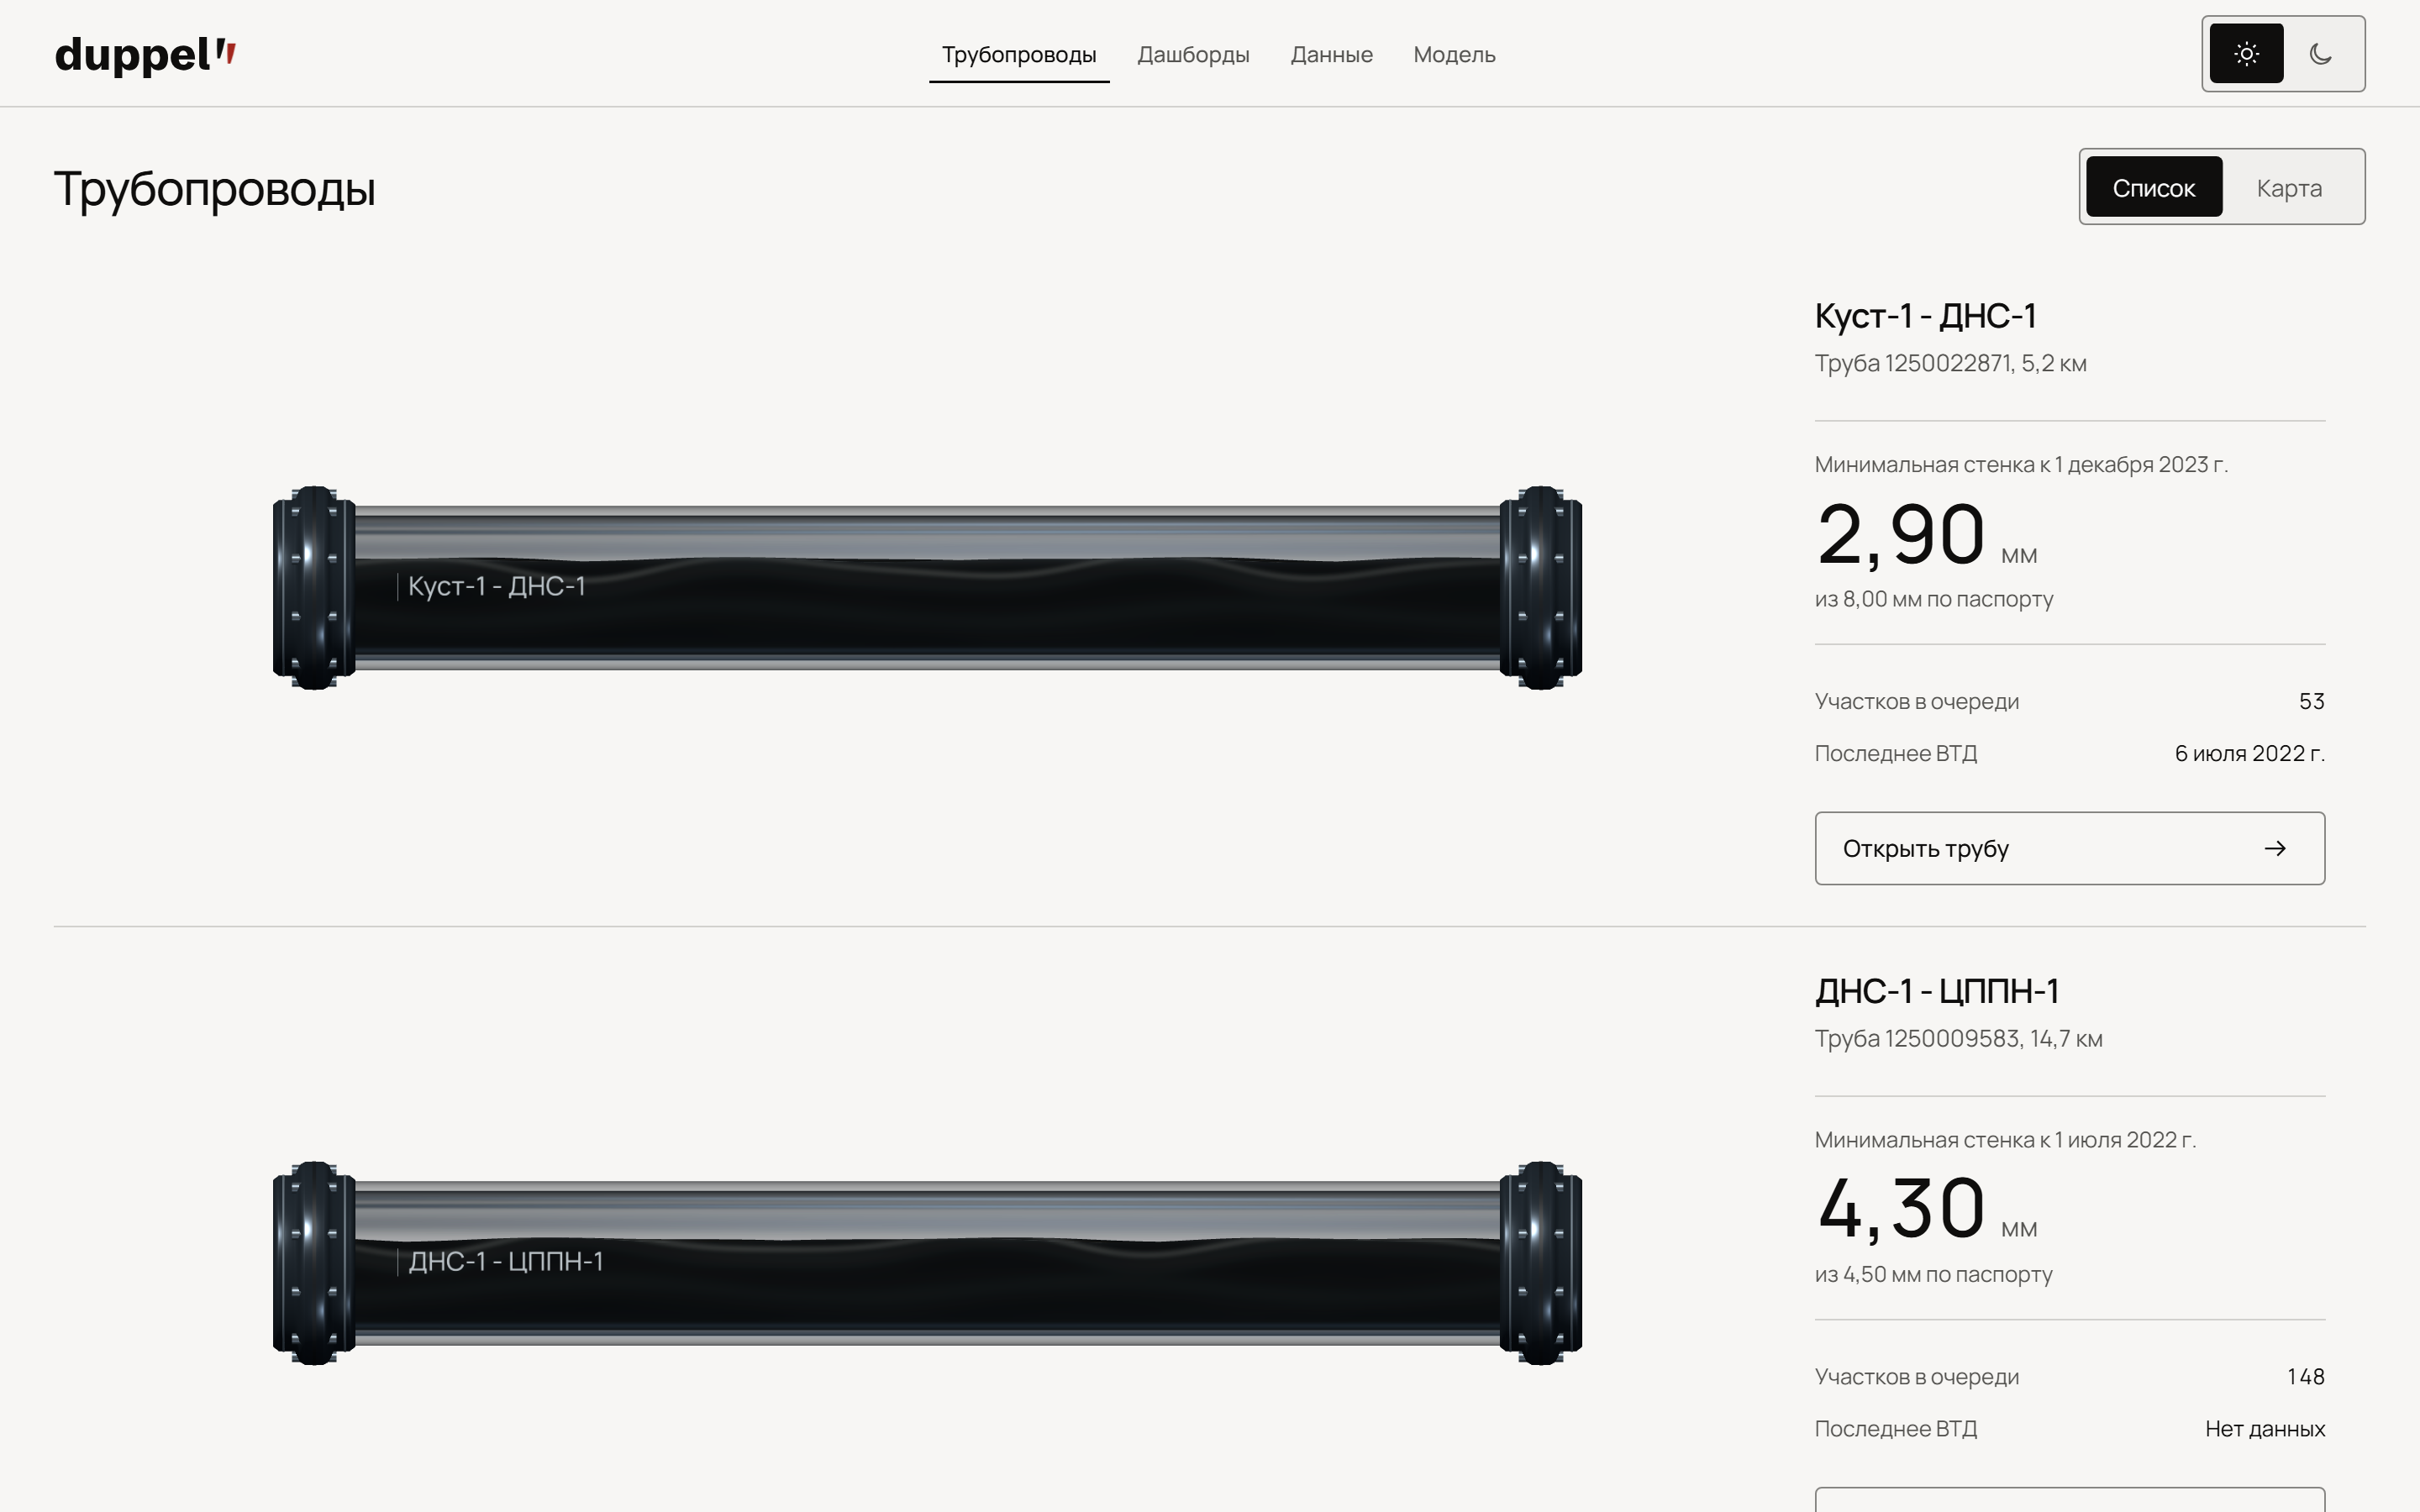 duppel
Трубопроводы Дашборды Данные Модель
Трубопроводы
Список Карта
Куст-1 - ДНС-1
Труба 1250022871, 5,2 км
Минимальная стенка к 1 декабря 2023 г.
2,90 мм
из 8,00 мм по паспорту
Куст-1 - ДНС-1
Участков в очереди 53
Последнее ВТД 6 июля 2022 г.
Открыть трубу →
ДНС-1 - ЦППН-1
Труба 1250009583, 14,7 км
Минимальная стенка к 1 июля 2022 г.
4,30 мм
из 4,50 мм по паспорту
ДНС-1 - ЦППН-1
Участков в очереди 148
Последнее ВТД Нет данных